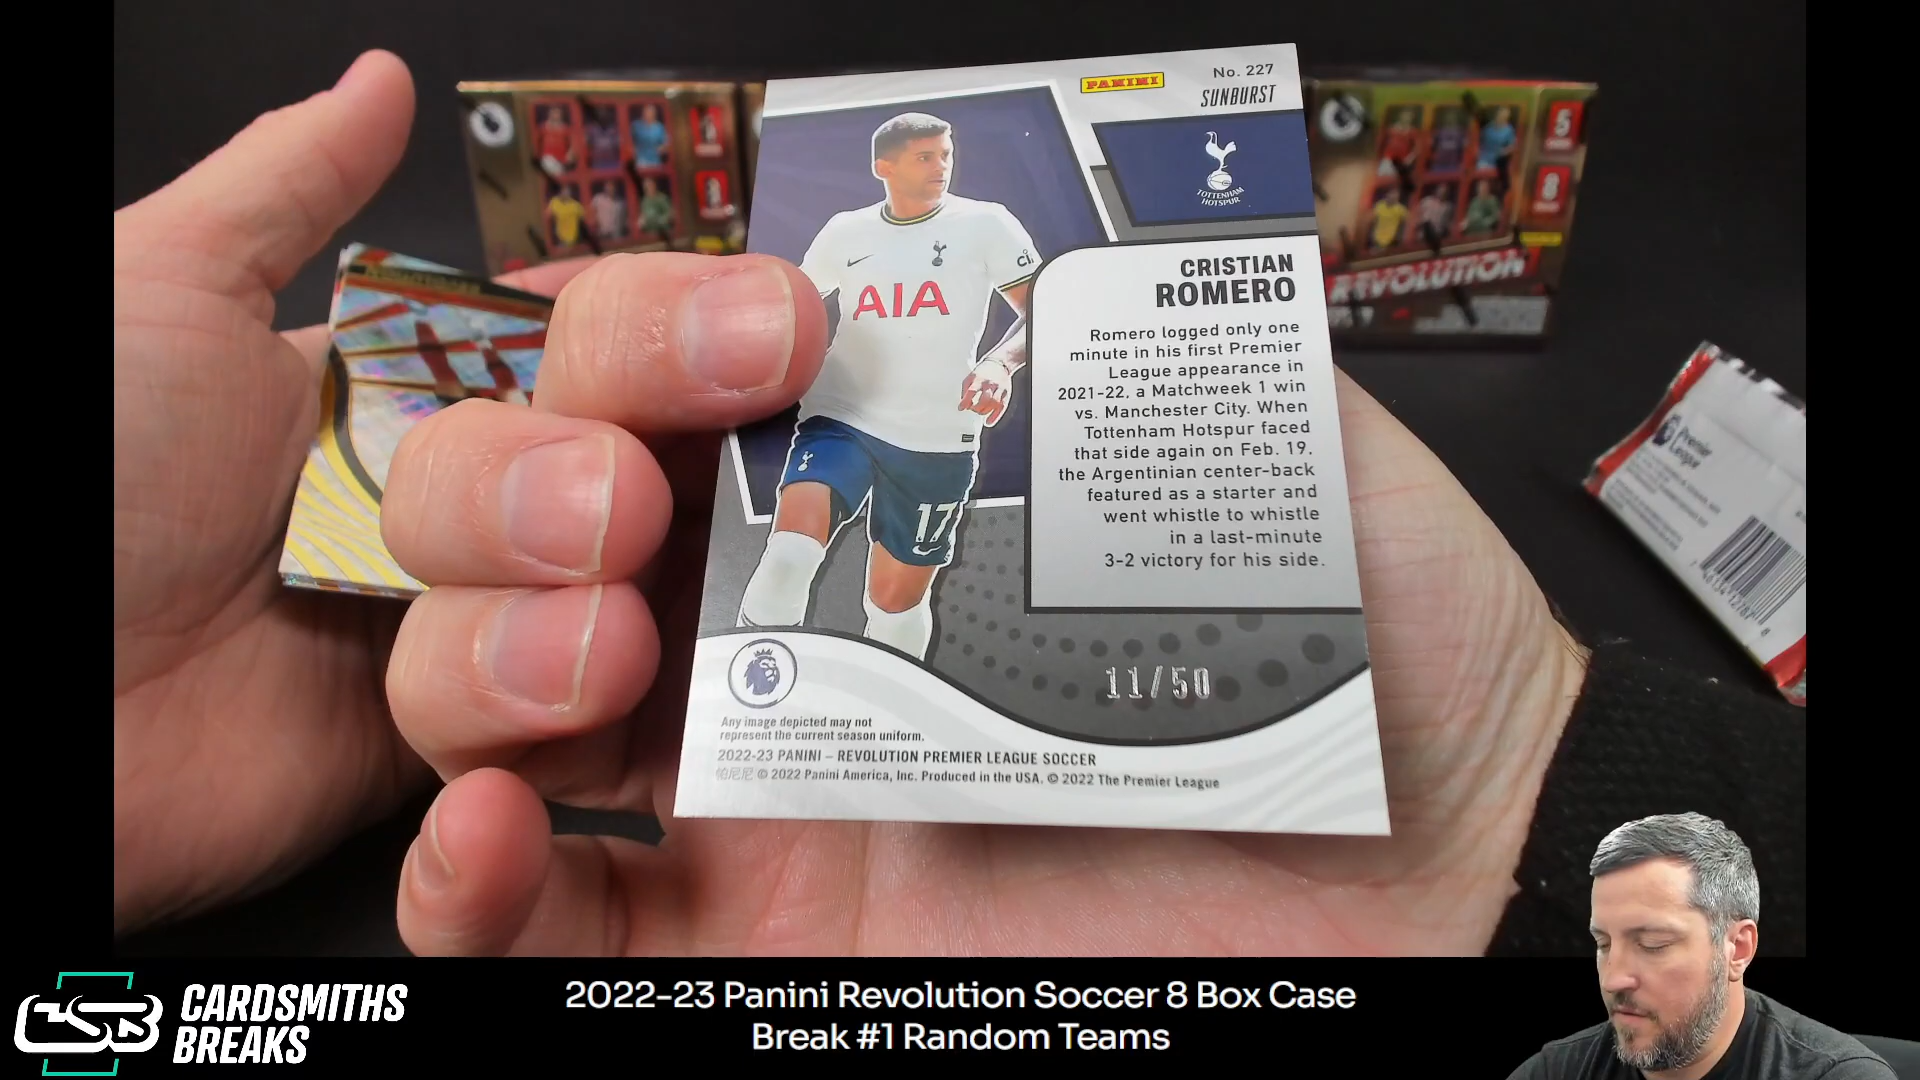 PANINI
No. 227
SUNBURST
TOTTENHAM
HOTSPUR
AIA
17
CRISTIAN
ROMERO
Romero logged only one
minute in his first Premier
League appearance in
2021-22, a Matchweek 1 win
vs. Manchester City. When
Tottenham Hotspur faced
that side again on Feb. 19,
the Argentinian center-back
featured as a starter and
went whistle to whistle
in a last-minute
3-2 victory for his side.
11/50
Any image depicted may not
represent the current season uniform.
2022-23 PANINI – REVOLUTION PREMIER LEAGUE SOCCER
帕尼尼 © 2022 Panini America, Inc. Produced in the USA. © 2022 The Premier League
REVOLUTION
5
8
Premier
League
CSB
CARDSMITHS
BREAKS
2022-23 Panini Revolution Soccer 8 Box Case
Break #1 Random Teams